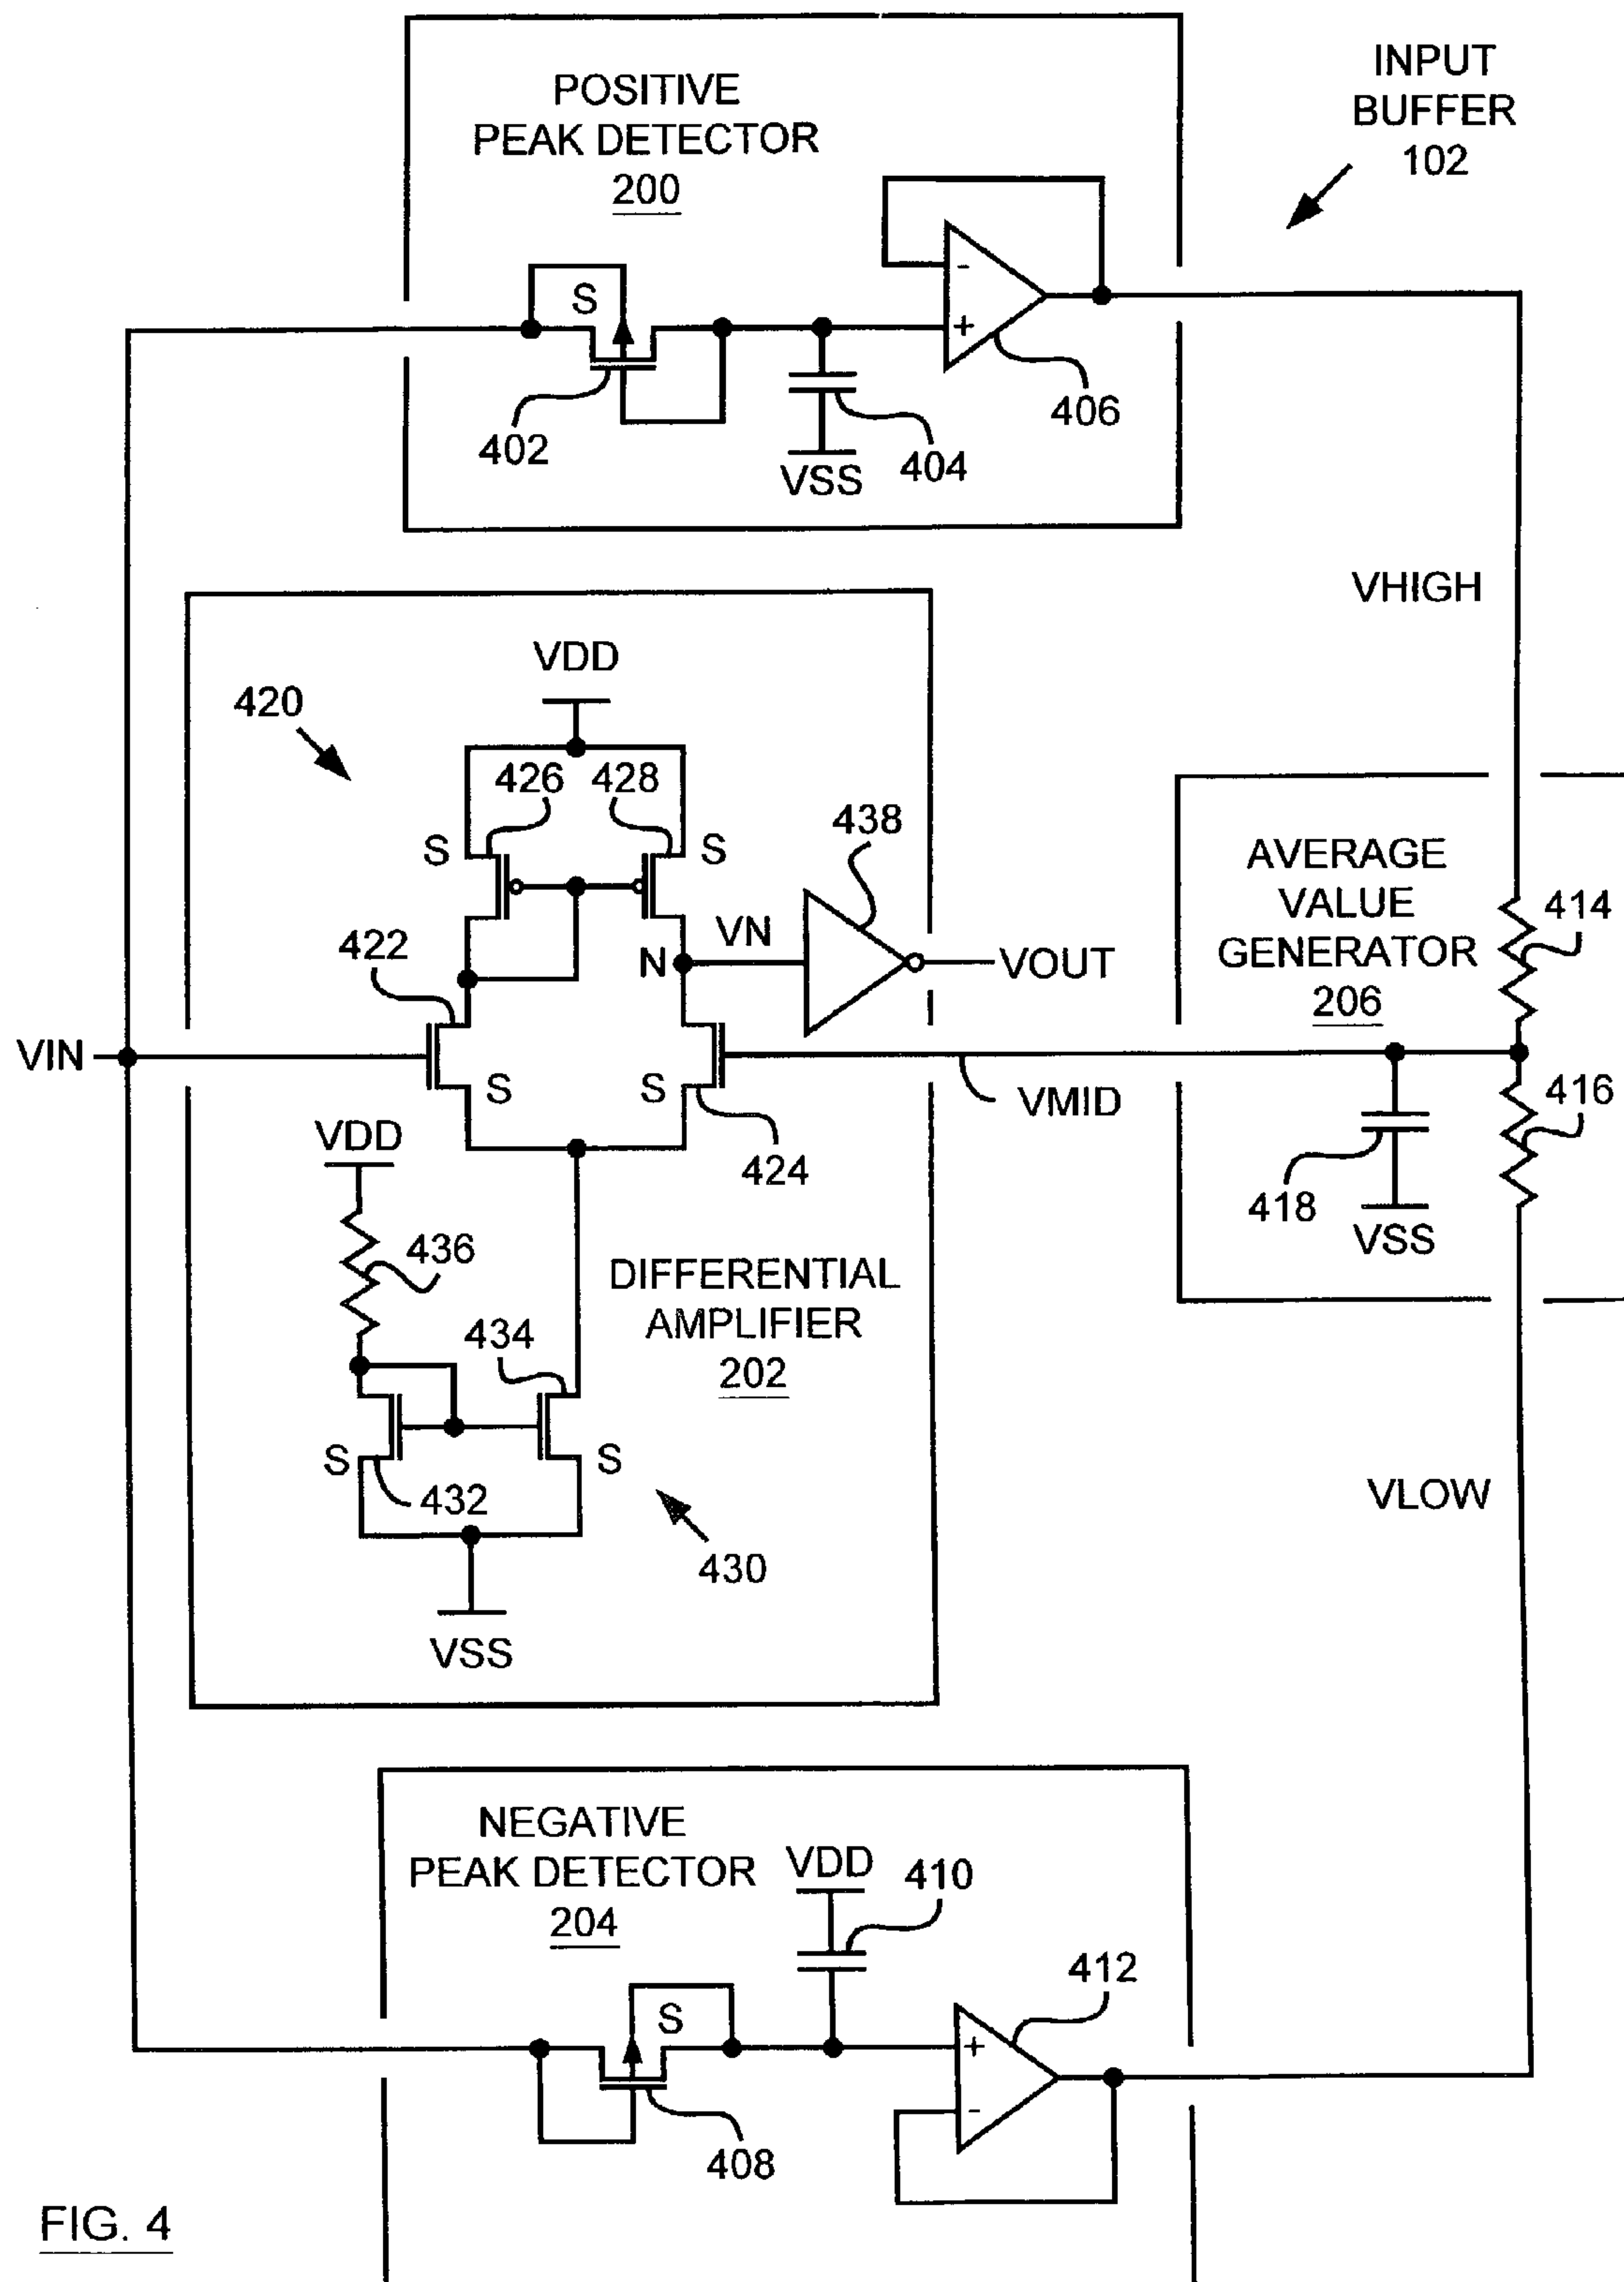 POSITIVE
PEAK DETECTOR
200
INPUT
BUFFER
102
S
-
+
402
VSS
404
406
VHIGH
VDD
420
426
428
S
S
438
422
VN
N
VOUT
AVERAGE
VALUE
GENERATOR
206
414
VIN
S
S
VMID
416
VDD
424
418
VSS
436
DIFFERENTIAL
AMPLIFIER
202
434
S
S
432
430
VLOW
VSS
NEGATIVE
PEAK DETECTOR
204
VDD
410
412
S
+
-
408
FIG. 4